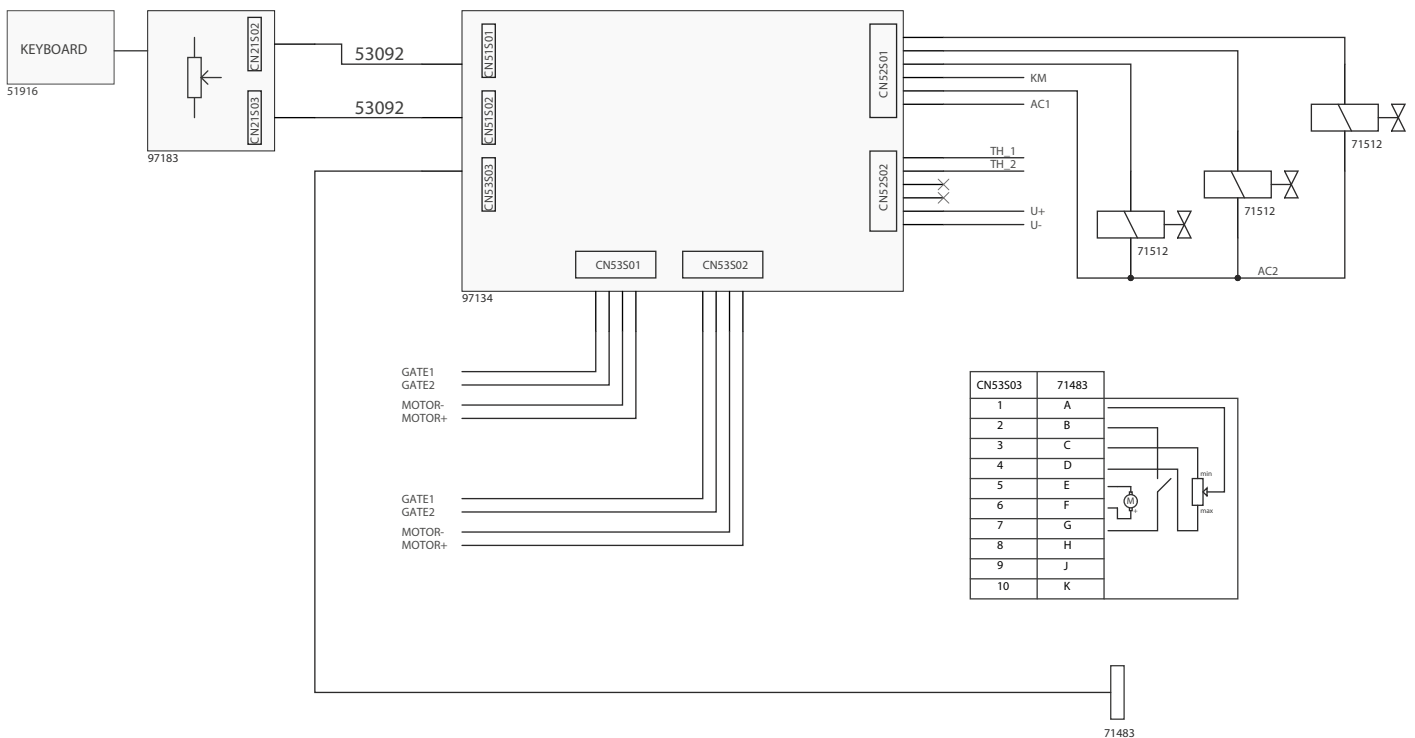 KEYBOARD
51916
CN21S02
CN21S03
97183
53092
53092
CN51S01
CN51S02
CN53S03
CN52S01
CN52S02
CN53S01
CN53S02
97134
KM
AC1
TH_1
TH_2
U+
U-
71512
71512
71512
AC2
GATE1
GATE2
MOTOR-
MOTOR+
GATE1
GATE2
MOTOR-
MOTOR+
CN53S03 71483
1 A
2 B
3 C
4 D
5 E
6 F
7 G
8 H
9 J
10 K
M
+
min
max
71483